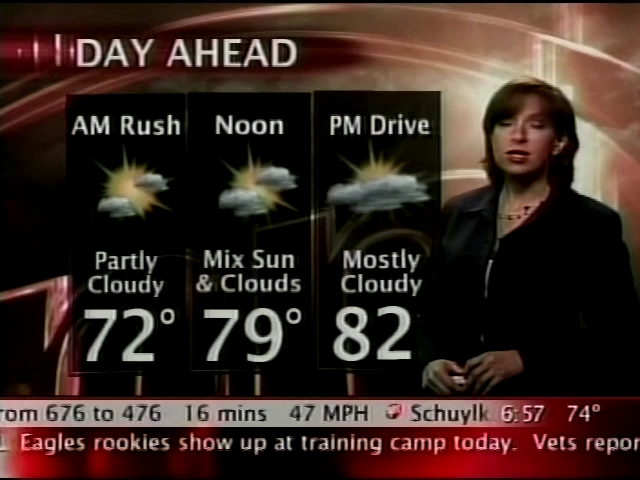 DAY AHEAD
AM Rush
Partly
Cloudy
72°
Noon
Mix Sun
& Clouds
79°
PM Drive
Mostly
Cloudy
82
rom 676 to 476 16 mins 47 MPH Schuylk 6:57 74°
Eagles rookies show up at training camp today. Vets repor